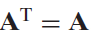 Aᵀ = A